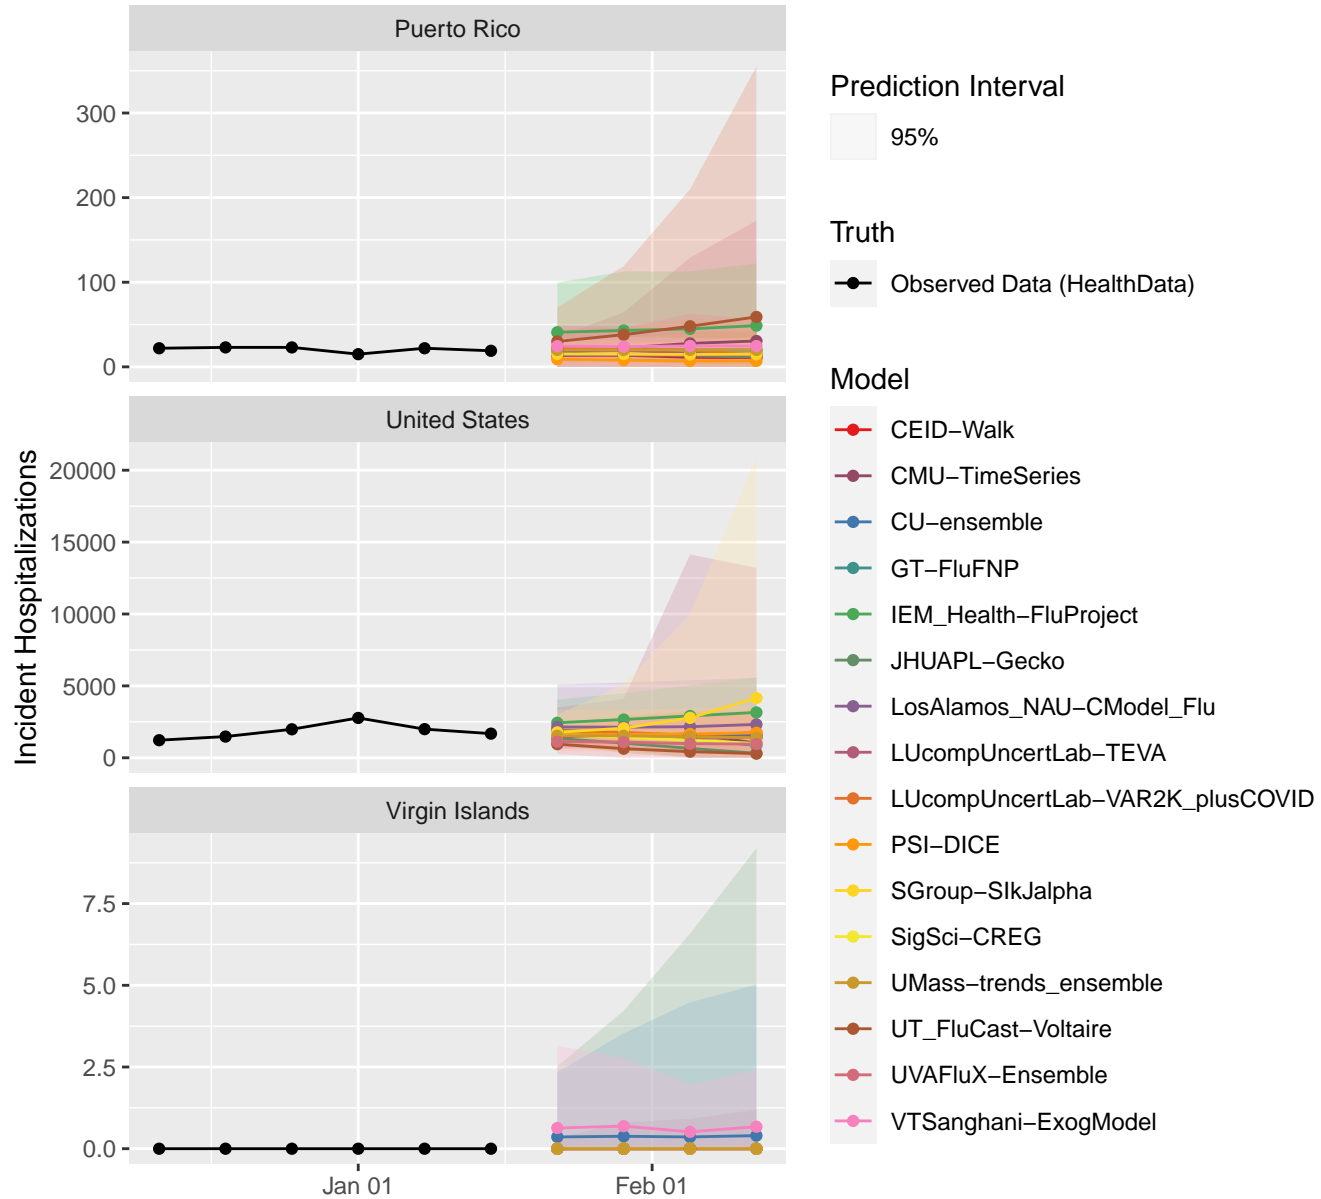 Puerto Rico
300
200
100
0
United States
20000
15000
10000
5000
0
Virgin Islands
7.5
5.0
2.5
0.0
Jan 01
Feb 01
Incident Hospitalizations
Prediction Interval
95%
Truth
Observed Data (HealthData)
Model
CEID−Walk
CMU−TimeSeries
CU−ensemble
GT−FluFNP
IEM_Health−FluProject
JHUAPL−Gecko
LosAlamos_NAU−CModel_Flu
LUcompUncertLab−TEVA
LUcompUncertLab−VAR2K_plusCOVID
PSI−DICE
SGroup−SIkJalpha
SigSci−CREG
UMass−trends_ensemble
UT_FluCast−Voltaire
UVAFluX−Ensemble
VTSanghani−ExogModel